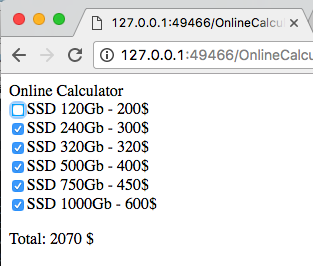 127.0.0.1:49466/OnlineCalcu
127.0.0.1:49466/OnlineCalcu
Online Calculator
SSD 120Gb - 200$
SSD 240Gb - 300$
SSD 320Gb - 320$
SSD 500Gb - 400$
SSD 750Gb - 450$
SSD 1000Gb - 600$
Total: 2070 $